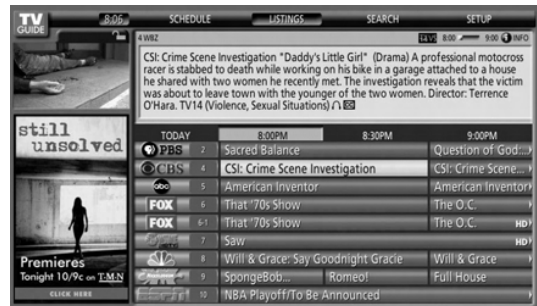 TV GUIDE
8:05
SCHEDULE LISTINGS SEARCH SETUP
4 WBZ 8:00 9:00 INFO
CSI: Crime Scene Investigation "Daddy's Little Girl" (Drama) A professional motocross
racer is stabbed to death while working on his bike in a garage attached to a house
he shared with two women he recently met. The investigation reveals that the victim
was about to leave town with the younger of the two women. Director: Terrence
O'Hara. TV14 (Violence, Sexual Situations)
still
unsolved
Premieres
Tonight 10/9c on T-M-N
CLICK HERE
TODAY 8:00PM 8:30PM 9:00PM
PBS 2 Sacred Balance Question of God:...
CBS 4 CSI: Crime Scene Investigation CSI: Crime Scene...
abc 5 American Inventor American Inventor
FOX 6 That '70s Show The O.C.
FOX 6-1 That '70s Show The O.C. HD
7 Saw HD
8 Will & Grace: Say Goodnight Gracie Will & Grace
9 SpongeBob... Romeo! Full House
10 NBA Playoff/To Be Announced